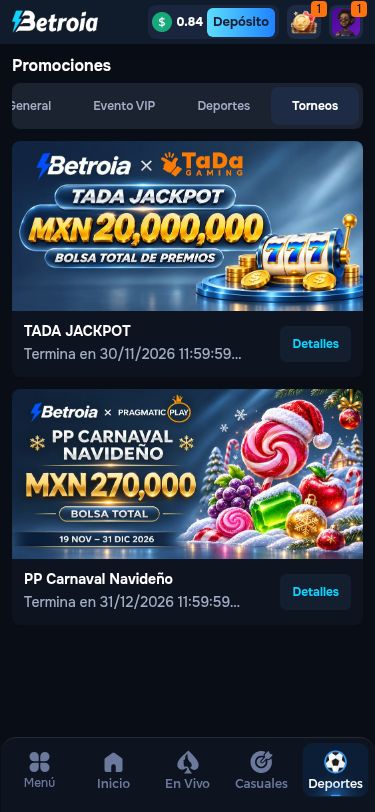 Betroia
$ 0.84 Depósito 1 1
Promociones
General Evento VIP Deportes Torneos
Betroia × TaDa GAMING
TADA JACKPOT
MXN 20,000,000
BOLSA TOTAL DE PREMIOS
777
TADA JACKPOT
Termina en 30/11/2026 11:59:59...
Detalles
Betroia × PRAGMATIC PLAY
PP CARNAVAL
NAVIDEÑO
MXN 270,000
BOLSA TOTAL
19 NOV – 31 DIC 2026
PP Carnaval Navideño
Termina en 31/12/2026 11:59:59...
Detalles
Menú Inicio En Vivo Casuales Deportes